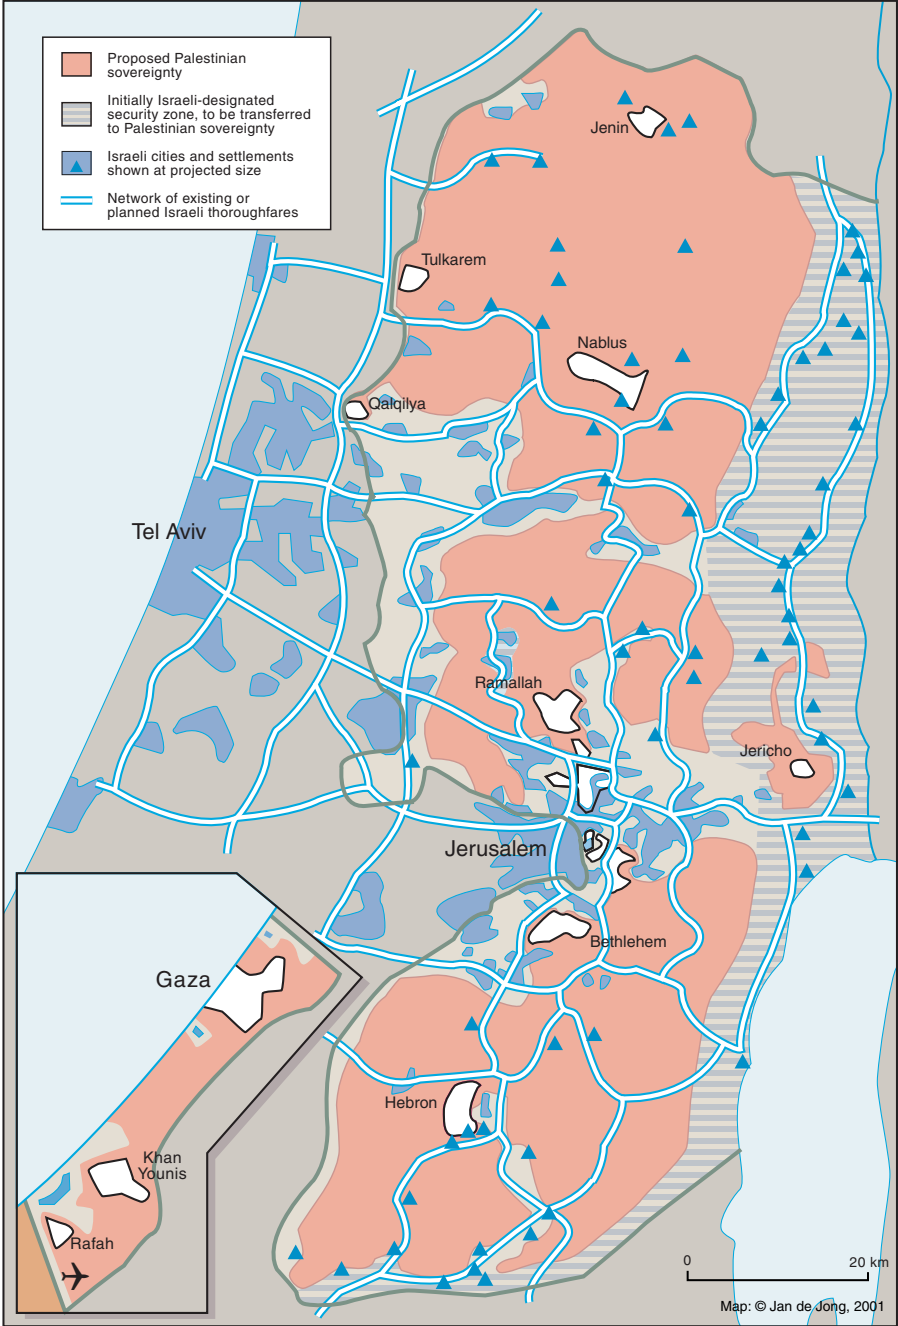 Proposed Palestinian
sovereignty
Initially Israeli-designated
security zone, to be transferred
to Palestinian sovereignty
Israeli cities and settlements
shown at projected size
Network of existing or
planned Israeli thoroughfares
Jenin
Tulkarem
Nablus
Qalqilya
Tel Aviv
Ramallah
Jericho
Jerusalem
Bethlehem
Gaza
Hebron
Khan
Younis
Rafah
0 20 km
Map: © Jan de Jong, 2001